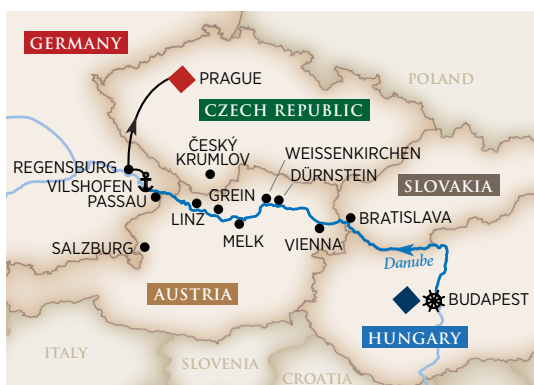 GERMANY
PRAGUE
POLAND
CZECH REPUBLIC
ČESKÝ
KRUMLOV
WEISSENKIRCHEN
DÜRNSTEIN
REGENSBURG
VILSHOFEN
PASSAU
GREIN
SLOVAKIA
LINZ
MELK
VIENNA
BRATISLAVA
SALZBURG
Danube
AUSTRIA
BUDAPEST
HUNGARY
ITALY
SLOVENIA
CROATIA